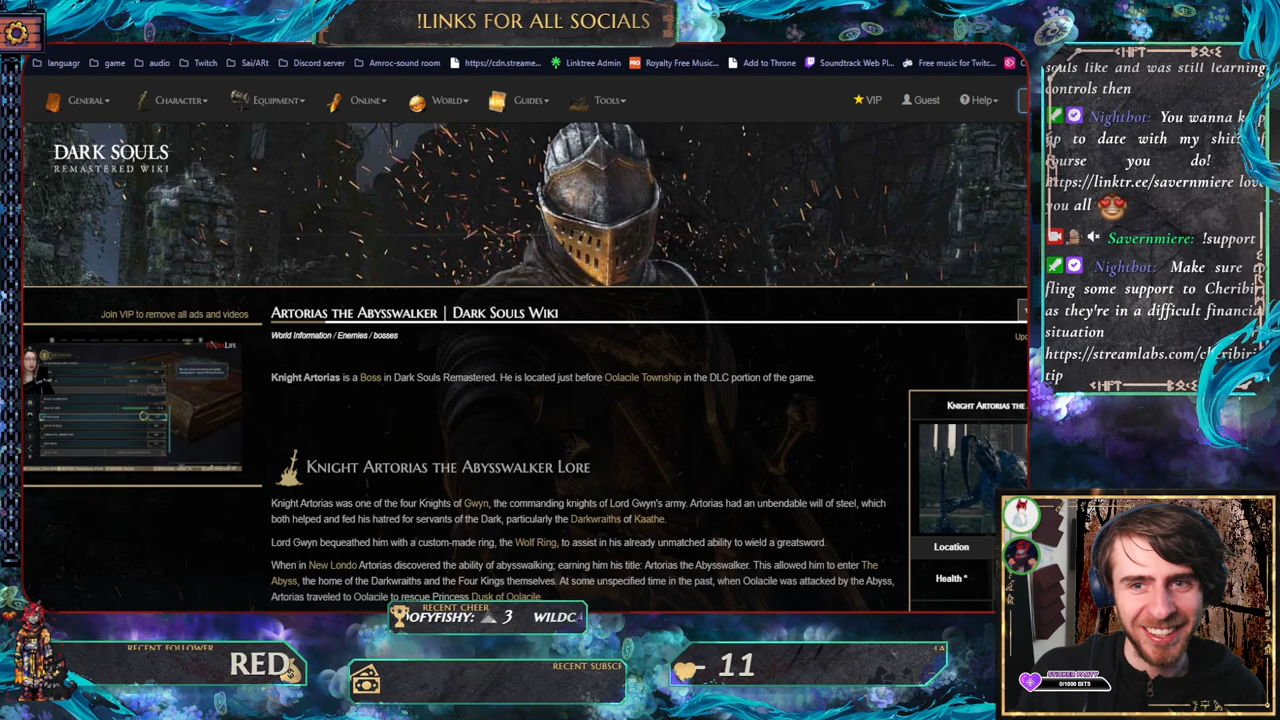 !LINKS FOR ALL SOCIALS
languagr game audio Twitch Sai/ARt Discord server Amroc-sound room https://cdn.streame... Linktree Admin Royalty Free Music... Add to Throne Soundtrack Web Pl... Free music for Twitc...
GENERAL CHARACTER EQUIPMENT ONLINE WORLD GUIDES TOOLS VIP Guest Help
DARK SOULS
REMASTERED WIKI
Join VIP to remove all ads and videos
ARTORIAS THE ABYSSWALKER | DARK SOULS WIKI
World Information / Enemies / bosses
Knight Artorias is a Boss in Dark Souls Remastered. He is located just before Oolacile Township in the DLC portion of the game.
KNIGHT ARTORIAS THE
KNIGHT ARTORIAS THE ABYSSWALKER LORE
Knight Artorias was one of the four Knights of Gwyn, the commanding knights of Lord Gwyn's army. Artorias had an unbendable will of steel, which
both helped and fed his hatred for servants of the Dark, particularly the Darkwraiths of Kaathe.
Lord Gwyn bequeathed him with a custom-made ring, the Wolf Ring, to assist in his already unmatched ability to wield a greatsword.
When in New Londo Artorias discovered the ability of abysswalking; earning him his title: Artorias the Abysswalker. This allowed him to enter The
Abyss, the home of the Darkwraiths and the Four Kings themselves. At some unspecified time in the past, when Oolacile was attacked by the Abyss,
Artorias traveled to Oolacile to rescue Princess Dusk of Oolacile.
Location
Health *
souls like and was still learning
controls then
Nightbot: You wanna keep
up to date with my shit?
course you do!
https://linktr.ee/savernmiere love
you all
Savernmiere: !support
Nightbot: Make sure to
fling some support to Cheribiri
as they're in a difficult financial
situation
https://streamlabs.com/cheribiri
tip
RECENT CHEER
OFYFISHY: 3 WILDC
RECENT FOLLOWER
RED
RECENT SUBSCR
- 11
STICKER PARTY
0/1000 BITS